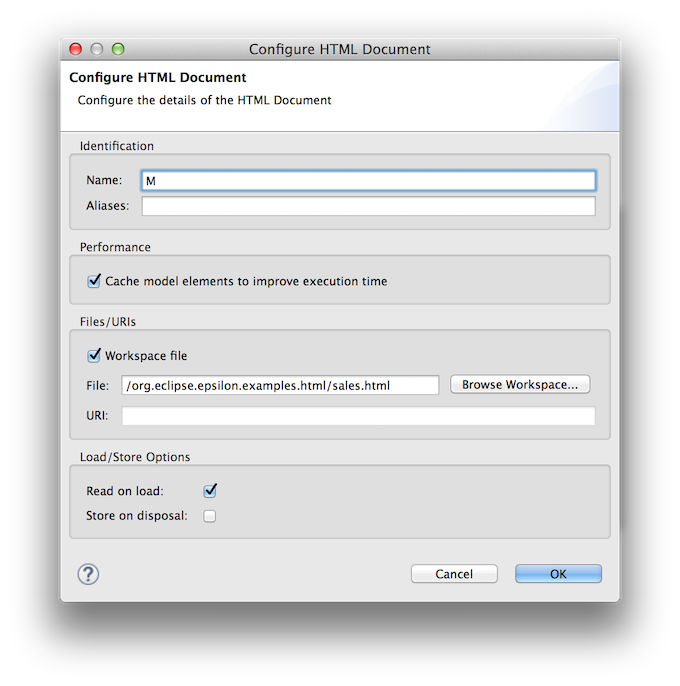 Configure HTML Document
Configure HTML Document
Configure the details of the HTML Document
Identification
Name: M
Aliases:
Performance
Cache model elements to improve execution time
Files/URIs
Workspace file
File: /org.eclipse.epsilon.examples.html/sales.html Browse Workspace...
URI:
Load/Store Options
Read on load:
Store on disposal:
? Cancel OK